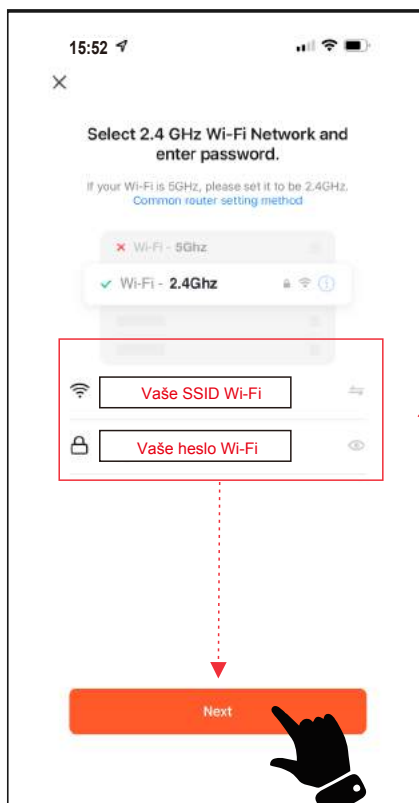 15:52
Select 2.4 GHz Wi-Fi Network and
enter password.
If your Wi-Fi is 5GHz, please set it to be 2.4GHz.
Common router setting method
Wi-Fi - 5Ghz
Wi-Fi - 2.4Ghz
Vaše SSID Wi-Fi
Vaše heslo Wi-Fi
Next